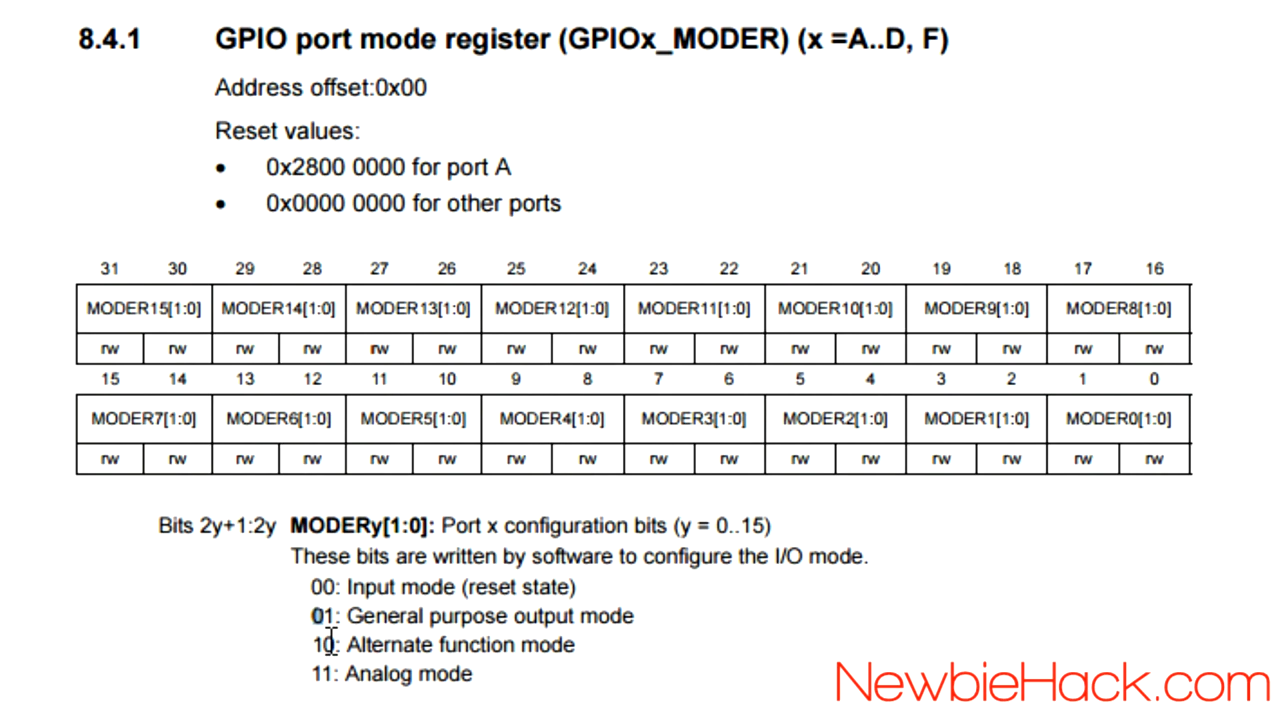 8.4.1 GPIO port mode register (GPIOx_MODER) (x =A..D, F)
Address offset:0x00
Reset values:
• 0x2800 0000 for port A
• 0x0000 0000 for other ports
31 30 29 28 27 26 25 24 23 22 21 20 19 18 17 16
MODER15[1:0] MODER14[1:0] MODER13[1:0] MODER12[1:0] MODER11[1:0] MODER10[1:0] MODER9[1:0] MODER8[1:0]
rw rw rw rw rw rw rw rw rw rw rw rw rw rw rw rw
15 14 13 12 11 10 9 8 7 6 5 4 3 2 1 0
MODER7[1:0] MODER6[1:0] MODER5[1:0] MODER4[1:0] MODER3[1:0] MODER2[1:0] MODER1[1:0] MODER0[1:0]
rw rw rw rw rw rw rw rw rw rw rw rw rw rw rw rw
Bits 2y+1:2y MODERy[1:0]: Port x configuration bits (y = 0..15)
These bits are written by software to configure the I/O mode.
00: Input mode (reset state)
01: General purpose output mode
10: Alternate function mode
11: Analog mode
NewbieHack.com